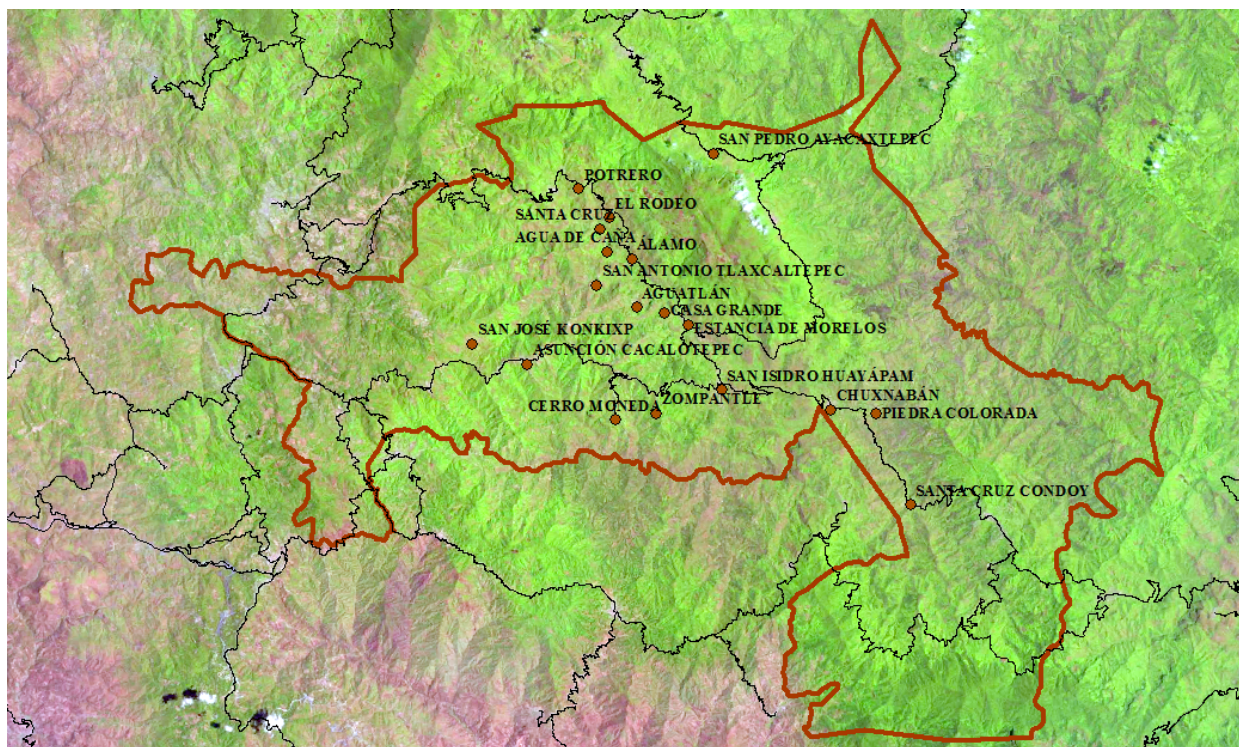 SAN PEDRO AYACAXTEPEC
POTRERO
EL RODEO
SANTA CRUZ
AGUA DE CAÑA
ÁLAMO
SAN ANTONIO TLAXCALTEPEC
AGUATLÁN
CASA GRANDE
ESTANCIA DE MORELOS
SAN JOSÉ KONKIXP
ASUNCIÓN CACALOTEPEC
SAN ISIDRO HUAYÁPAM
ZOMPANTLE
CERRO MONEDA
CHUXNABÁN
PIEDRA COLORADA
SANTA CRUZ CONDOY